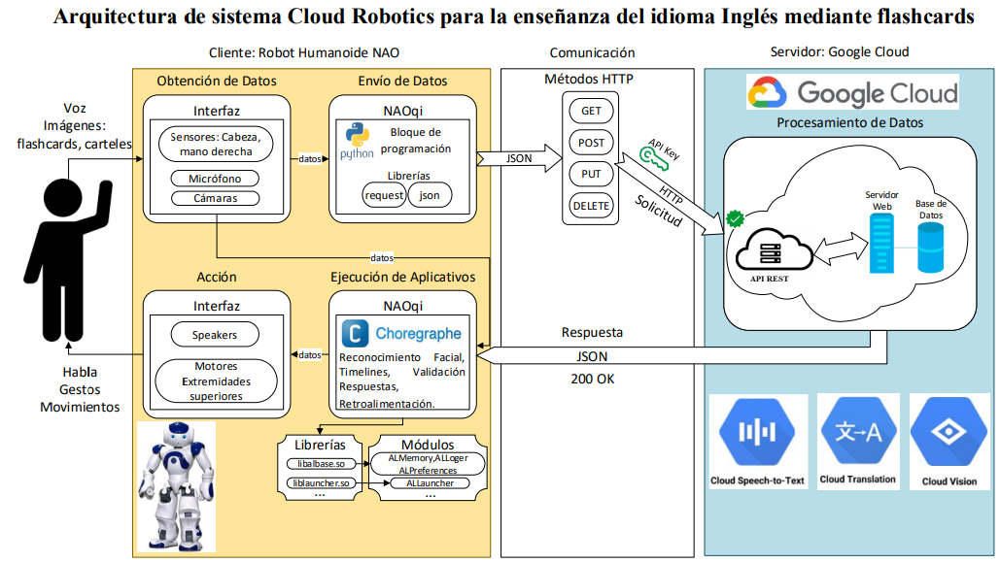 Arquitectura de sistema Cloud Robotics para la enseñanza del idioma Inglés mediante flashcards
Cliente: Robot Humanoide NAO
Comunicación
Servidor: Google Cloud
Voz
Imágenes:
flashcards, carteles
Obtención de Datos
Interfaz
Sensores: Cabeza,
mano derecha
Micrófono
Cámaras
datos
Envío de Datos
NAOqi
python
Bloque de
programación
Librerías
request
json
JSON
Métodos HTTP
GET
POST
PUT
DELETE
Api Key
HTTP
Solicitud
Google Cloud
Procesamiento de Datos
API REST
Servidor
Web
Base de
Datos
datos
Acción
Interfaz
Speakers
Motores
Extremidades
superiores
datos
Ejecución de Aplicativos
NAOqi
C
Choregraphe
Reconocimiento Facial,
Timelines, Validación
Respuestas,
Retroalimentación.
Respuesta
JSON
200 OK
Habla
Gestos
Movimientos
Librerías
libalbase.so
liblauncher.so
...
Módulos
ALMemory,ALLoger
ALPreferences
ALLauncher
...
文→A
Cloud Speech-to-Text
Cloud Translation
Cloud Vision